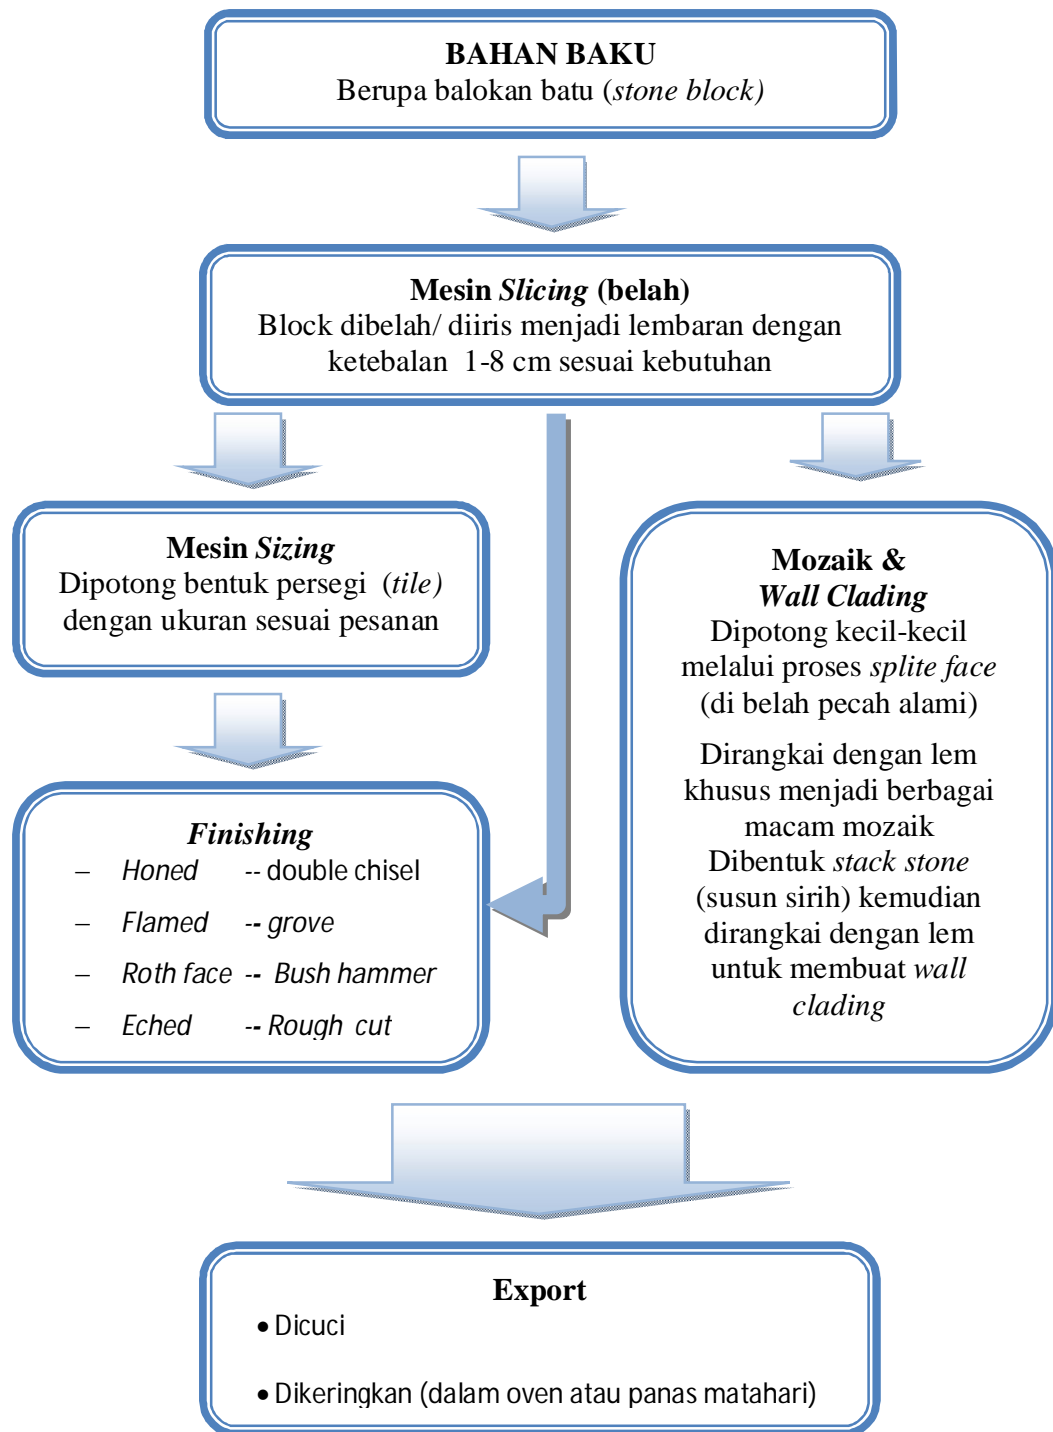 BAHAN BAKU
Berupa balokan batu (stone block)
Mesin Slicing (belah)
Block dibelah/ diiris menjadi lembaran dengan
ketebalan 1-8 cm sesuai kebutuhan
Mesin Sizing
Dipotong bentuk persegi (tile)
dengan ukuran sesuai pesanan
Mozaik &
Wall Clading
Dipotong kecil-kecil
melalui proses splite face
(di belah pecah alami)
Dirangkai dengan lem
khusus menjadi berbagai
macam mozaik
Dibentuk stack stone
(susun sirih) kemudian
dirangkai dengan lem
untuk membuat wall
clading
Finishing
– Honed -- double chisel
– Flamed -- grove
– Roth face -- Bush hammer
– Eched -- Rough cut
Export
• Dicuci
• Dikeringkan (dalam oven atau panas matahari)